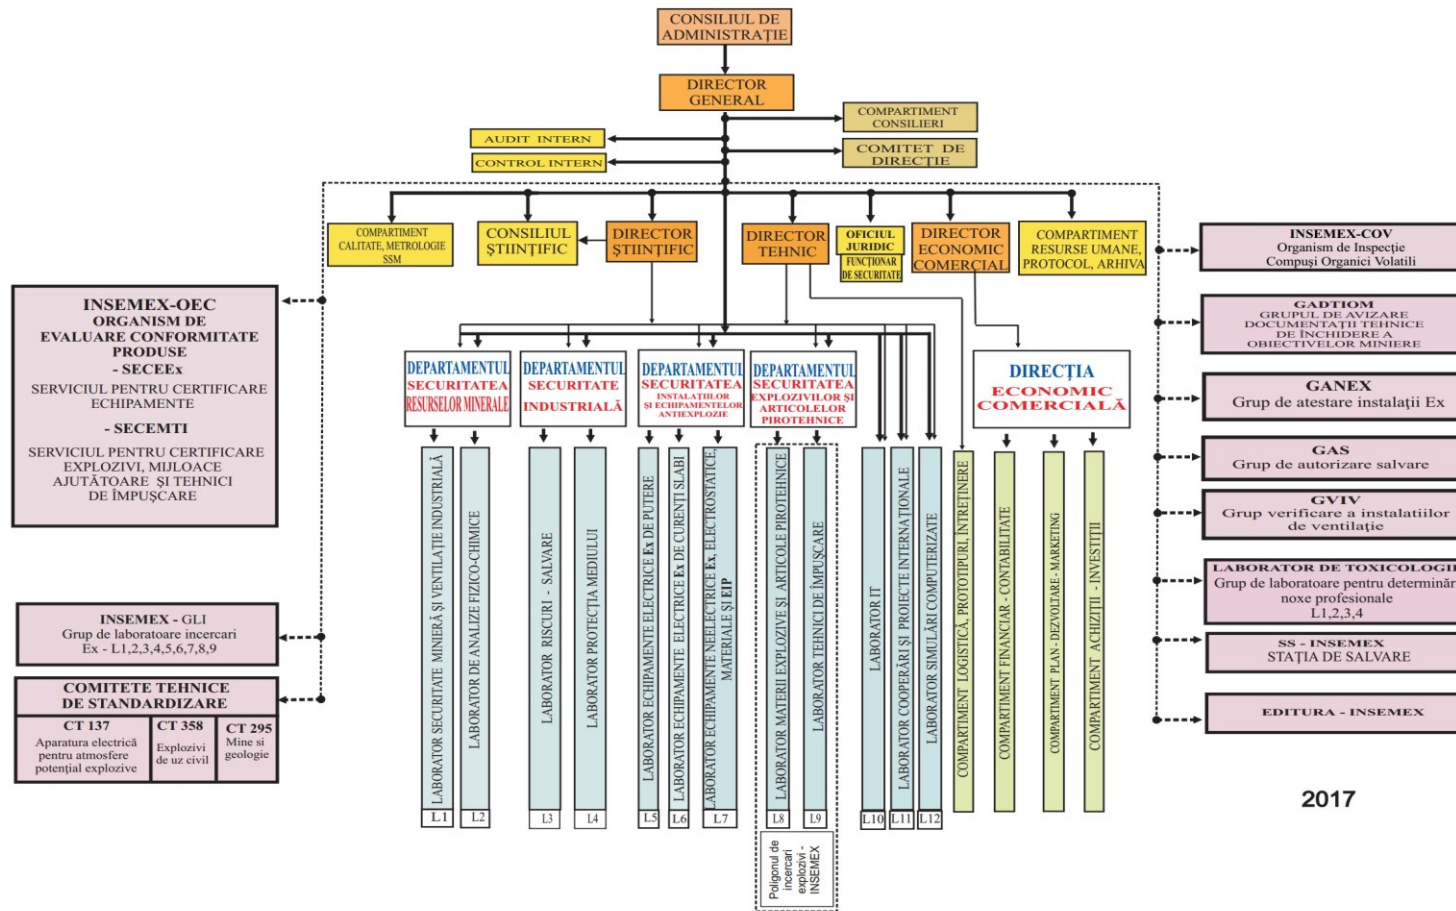 CONSILIUL DE
ADMINISTRAȚIE
DIRECTOR
GENERAL
COMPARTIMENT
CONSILIERI
AUDIT INTERN
COMITET DE
DIRECȚIE
CONTROL INTERN
COMPARTIMENT
CALITATE, METROLOGIE
SSM
CONSILIUL
ȘTIINȚIFIC
DIRECTOR
ȘTIINȚIFIC
DIRECTOR
TEHNIC
OFICIUL
JURIDIC
FUNCȚIONAR
DE SECURITATE
DIRECTOR
ECONOMIC
COMERCIAL
COMPARTIMENT
RESURSE UMANE,
PROTOCOL, ARHIVA
INSEMEX-OEC
ORGANISM DE
EVALUARE CONFORMITATE
PRODUSE
- SECEEx
SERVICIUL PENTRU CERTIFICARE
ECHIPAMENTE
- SECEMTI
SERVICIUL PENTRU CERTIFICARE
EXPLOZIVI, MIJLOACE
AJUTĂTOARE ȘI TEHNICI
DE ÎMPUȘCARE
INSEMEX - GLI
Grup de laboratoare incercari
Ex - L1,2,3,4,5,6,7,8,9
COMITETE TEHNICE
DE STANDARDIZARE
CT 137
Aparatura electrică
pentru atmosfere
potențial explozive
CT 358
Explozivi
de uz civil
CT 295
Mine si
geologie
DEPARTAMENTUL
SECURITATEA
RESURSELOR MINERALE
DEPARTAMENTUL
SECURITATE
INDUSTRIALĂ
DEPARTAMENTUL
SECURITATEA
INSTALAȚIILOR
ȘI ECHIPAMENTELOR
ANTIEXPLOZIE
DEPARTAMENTUL
SECURITATEA
EXPLOZIVILOR ȘI
ARTICOLELOR
PIROTEHNICE
DIRECȚIA
ECONOMIC
COMERCIALĂ
LABORATOR SECURITATE MINIERĂ ȘI VENTILAȚIE INDUSTRIALĂ
L1
LABORATOR DE ANALIZE FIZICO-CHIMICE
L2
LABORATOR RISCURI - SALVARE
L3
LABORATOR PROTECȚIA MEDIULUI
L4
LABORATOR ECHIPAMENTE ELECTRICE Ex DE PUTERE
L5
LABORATOR ECHIPAMENTE ELECTRICE Ex DE CURENȚI SLABI
L6
LABORATOR ECHIPAMENTE NEELECTRICE Ex, ELECTROSTATICE,
MATERIALE ȘI EIP
L7
LABORATOR MATERII EXPLOZIVE ȘI ARTICOLE PIROTEHNICE
L8
LABORATOR TEHNICI DE ÎMPUȘCARE
L9
Poligonul de
incercari
explozivi -
INSEMEX
LABORATOR IT
L10
LABORATOR COOPERĂRI ȘI PROIECTE INTERNAȚIONALE
L11
LABORATOR SIMULĂRI COMPUTERIZATE
L12
COMPARTIMENT LOGISTICĂ, PROTOTIPURI, ÎNTREȚINERE
COMPARTIMENT FINANCIAR - CONTABILITATE
COMPARTIMENT PLAN - DEZVOLTARE - MARKETING
COMPARTIMENT ACHIZIȚII - INVESTIȚII
INSEMEX-COV
Organism de Inspecție
Compuși Organici Volatili
GADTIOM
GRUPUL DE AVIZARE
DOCUMENTAȚII TEHNICE
DE ÎNCHIDERE A
OBIECTIVELOR MINIERE
GANEX
Grup de atestare instalații Ex
GAS
Grup de autorizare salvare
GVIV
Grup verificare a instalatiilor
de ventilație
LABORATOR DE TOXICOLOGIE
Grup de laboratoare pentru determinăr
noxe profesionale
L1,2,3,4
SS - INSEMEX
STAȚIA DE SALVARE
EDITURA - INSEMEX
2017